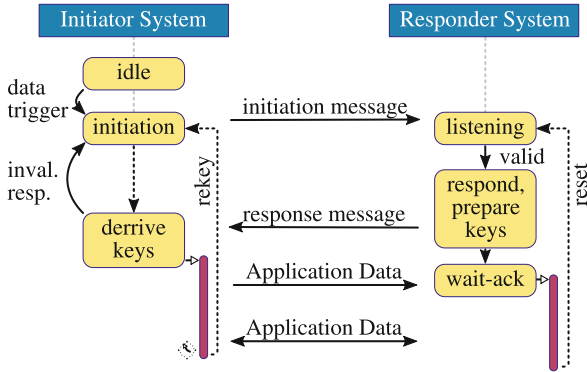 Initiator System
Responder System
idle
data
trigger
initiation
initiation message
listening
valid
inval.
resp.
rekey
respond,
prepare
keys
reset
derrive
keys
response message
wait-ack
Application Data
Application Data